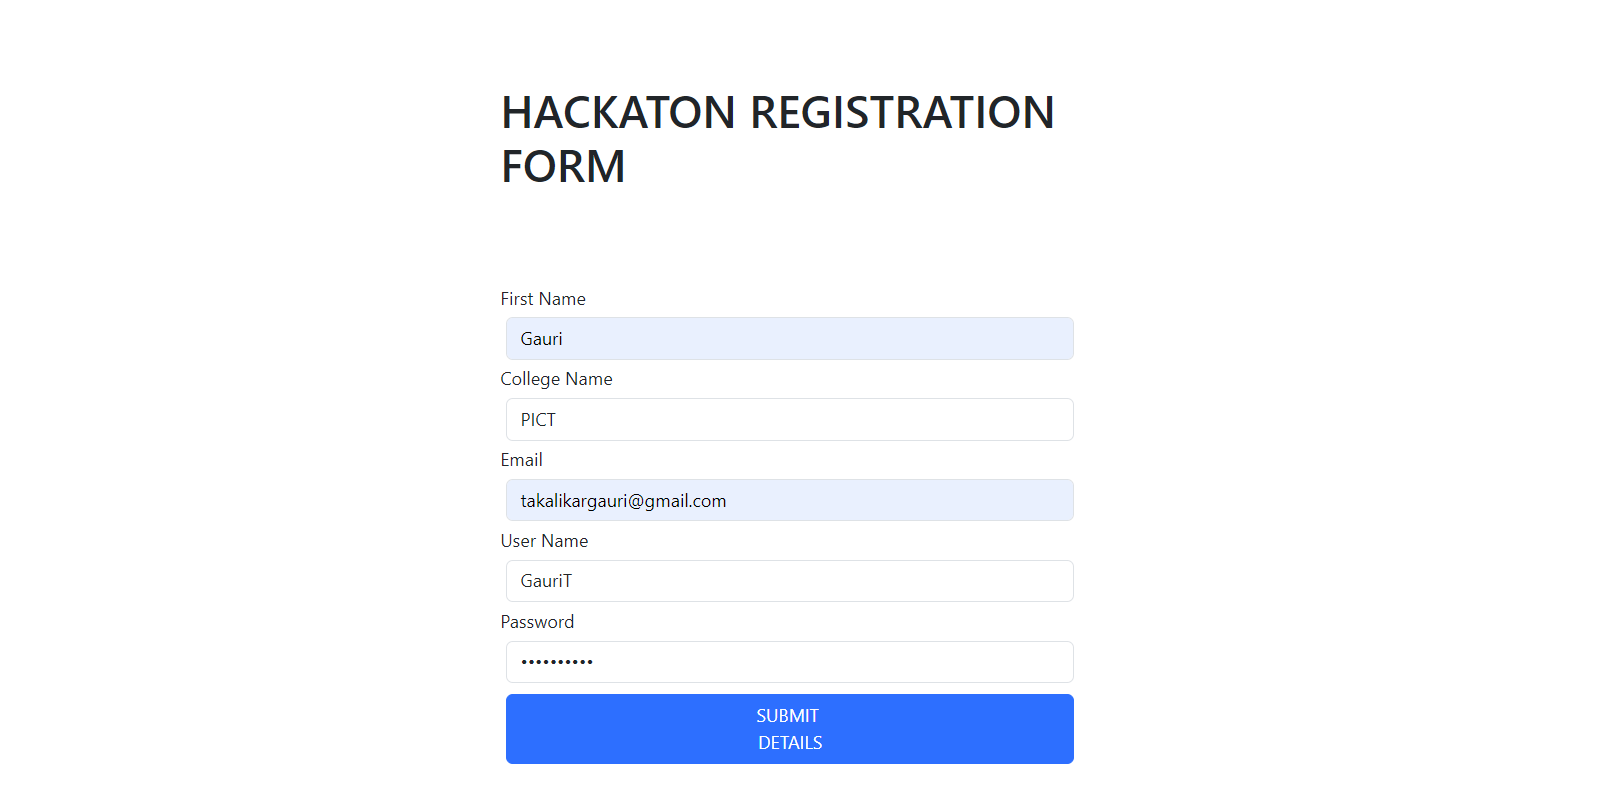 HACKATON REGISTRATION
FORM
First Name
Gauri
College Name
PICT
Email
takalikargauri@gmail.com
User Name
GauriT
Password
••••••••••
SUBMIT
DETAILS